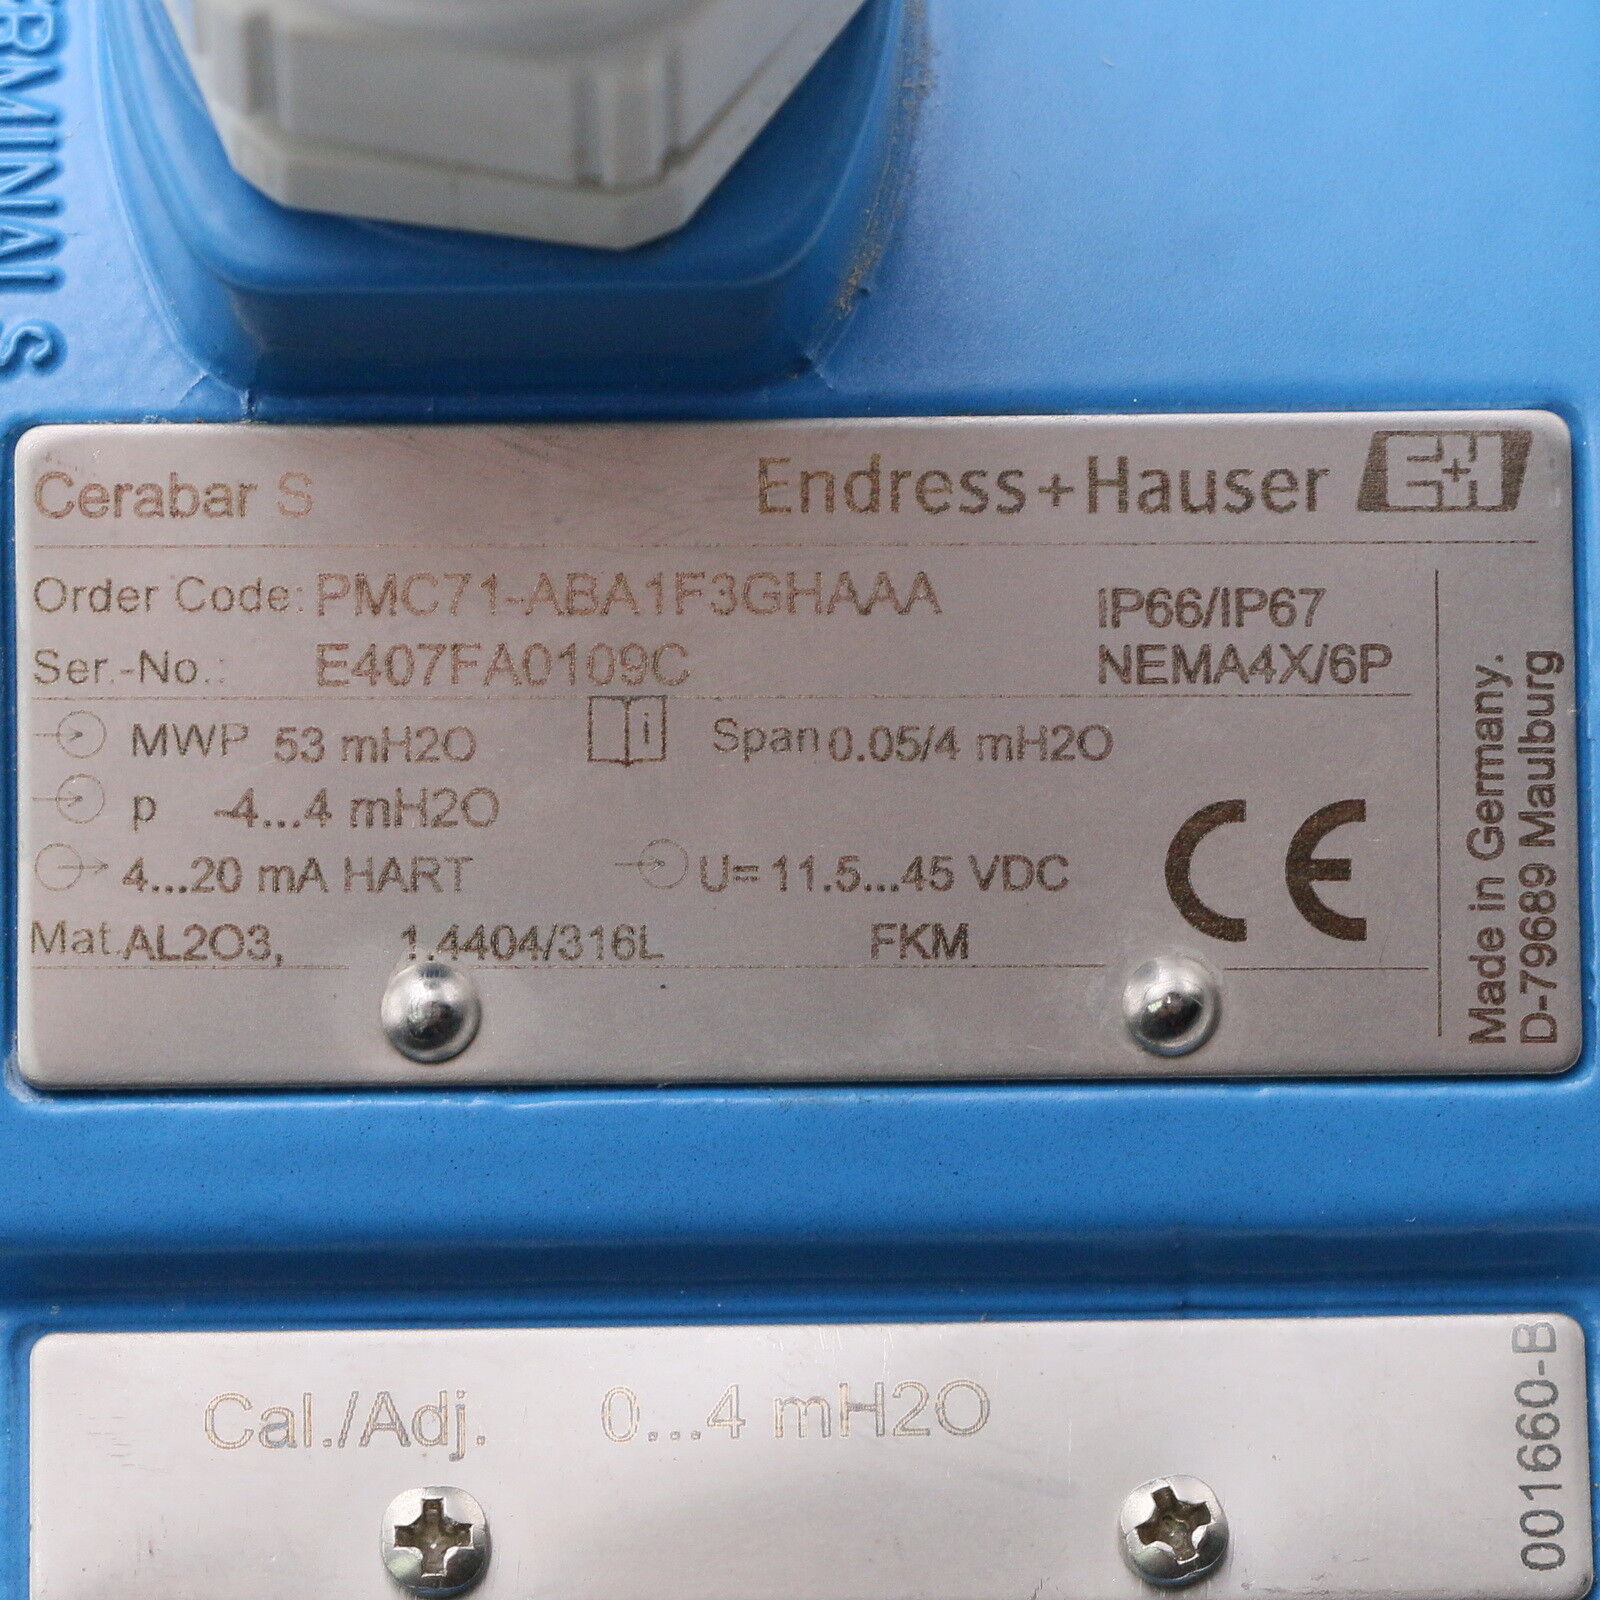 TERMINALS
Cerabar S
Endress+Hauser
Order Code: PMC71-ABA1F3GHAAA
IP66/IP67
Ser.-No.: E407FA0109C
NEMA4X/6P
MWP 53 mH2O
i
Span 0.05/4 mH2O
p -4...4 mH2O
4...20 mA HART
U= 11.5...45 VDC
CE
Mat. AL2O3, 1.4404/316L FKM
Made in Germany.
D-79689 Maulburg
Cal./Adj. 0...4 mH2O
001660-B